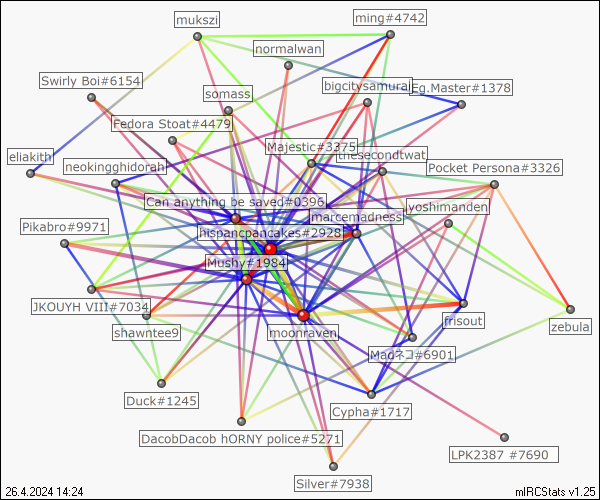 mukszi
ming#4742
normalwan
Swirly Boi#6154
bigcitysamurai
Eg.Master#1378
somass
Fedora Stoat#4479
Majestic#3375
thesecondtwat
eliakith
neokingghidorah
Pocket Persona#3326
Can anything be saved#0396
marcemadness
yoshimanden
Pikabro#9971
hispancpancakes#2928
Mushy#1984
JKOUYH VIII#7034
shawntee9
moonraven
frisout
zebula
Maoネコ#6901
Duck#1245
Cypha#1717
DacobDacob hORNY police#5271
LPK2387 #7690
Silver#7938
26.4.2024 14:24
mIRCStats v1.25